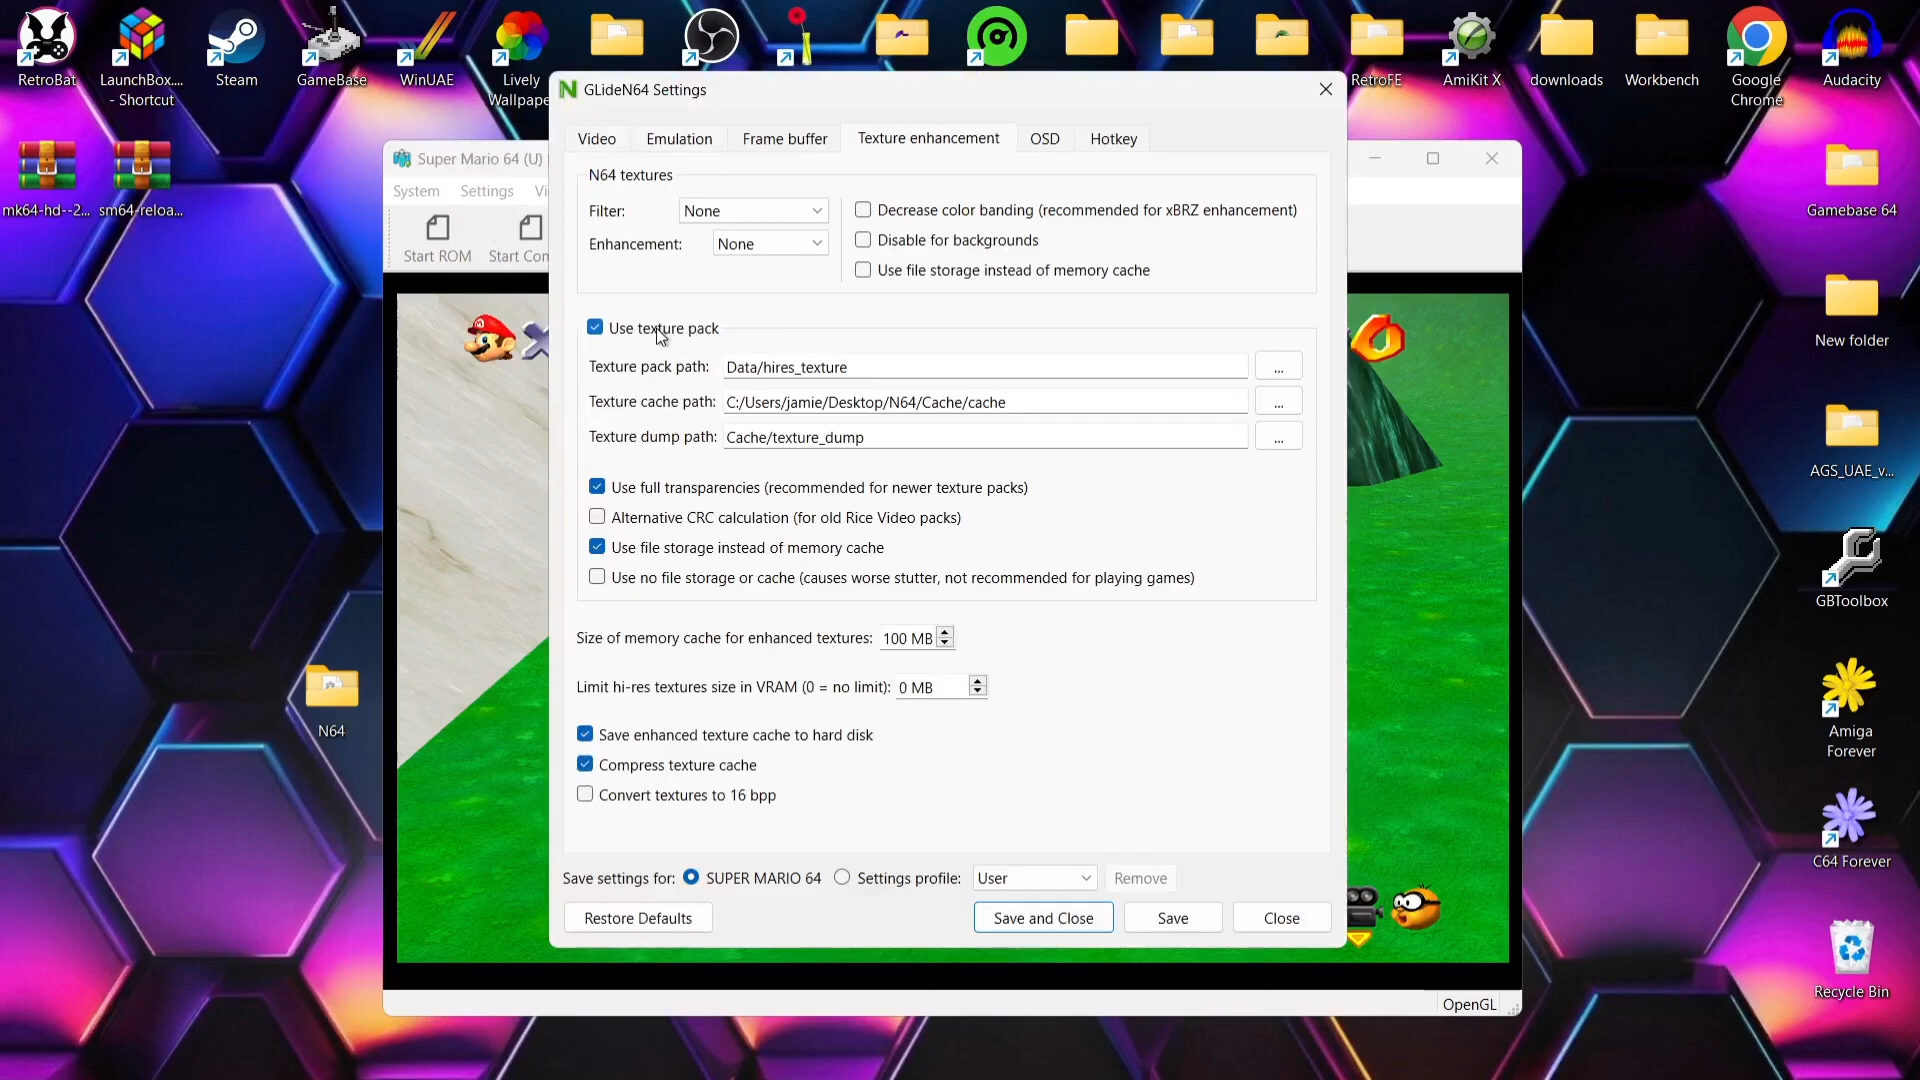 RetroBat
LaunchBox....
- Shortcut
Steam
GameBase
WinUAE
Lively
Wallpape
RetroFE
AmiKit X
downloads
Workbench
Google
Chrome
Audacity
mk64-hd--2...
sm64-reloa...
N64
Gamebase 64
New folder
AGS_UAE_v...
GBToolbox
Amiga
Forever
C64 Forever
Recycle Bin
Super Mario 64 (U)
System
Settings
Vi
Start ROM
Start Con
OpenGL
N GLideN64 Settings
Video
Emulation
Frame buffer
Texture enhancement
OSD
Hotkey
N64 textures
Filter: None
Enhancement: None
Decrease color banding (recommended for xBRZ enhancement)
Disable for backgrounds
Use file storage instead of memory cache
Use texture pack
Texture pack path: Data/hires_texture ...
Texture cache path: C:/Users/jamie/Desktop/N64/Cache/cache ...
Texture dump path: Cache/texture_dump ...
Use full transparencies (recommended for newer texture packs)
Alternative CRC calculation (for old Rice Video packs)
Use file storage instead of memory cache
Use no file storage or cache (causes worse stutter, not recommended for playing games)
Size of memory cache for enhanced textures: 100 MB
Limit hi-res textures size in VRAM (0 = no limit): 0 MB
Save enhanced texture cache to hard disk
Compress texture cache
Convert textures to 16 bpp
Save settings for: SUPER MARIO 64 Settings profile: User Remove
Restore Defaults
Save and Close
Save
Close